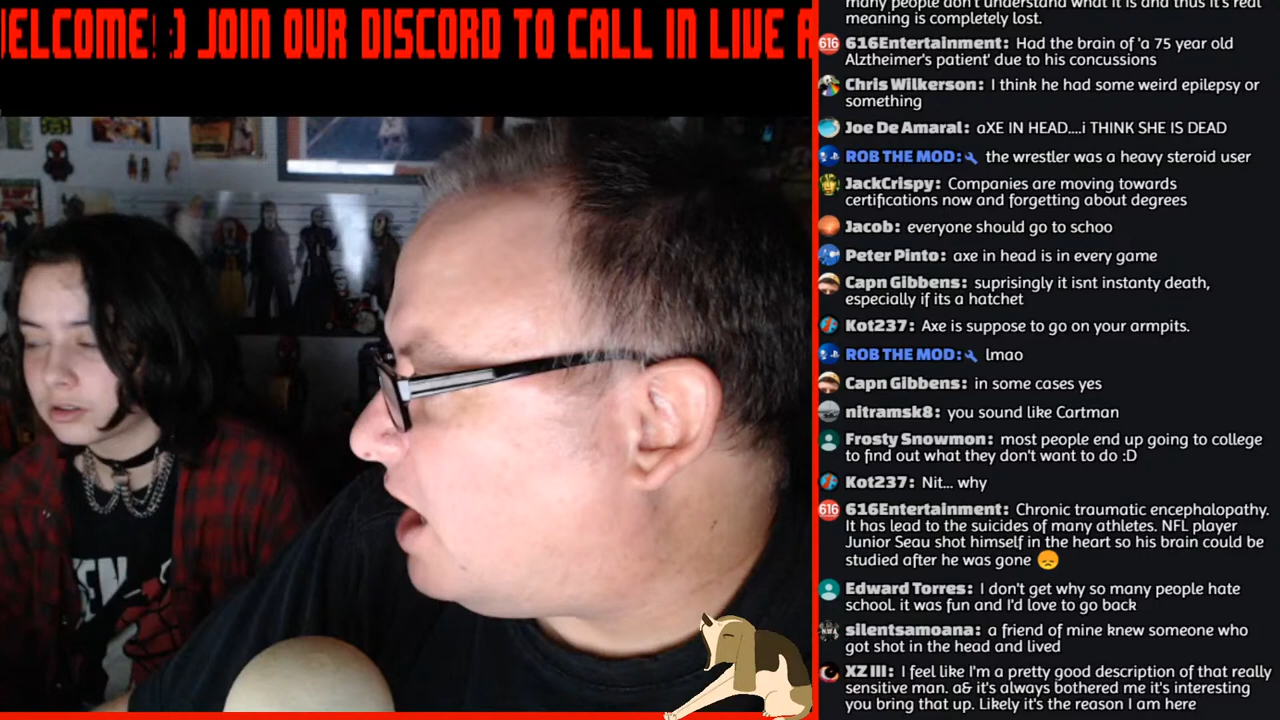 WELCOME! :) JOIN OUR DISCORD TO CALL IN LIVE A
many people don't understand what it is and thus it's real
meaning is completely lost.
616 616Entertainment: Had the brain of 'a 75 year old
Alztheimer's patient' due to his concussions
Chris Wilkerson: I think he had some weird epilepsy or
something
Joe De Amaral: aXE IN HEAD....i THINK SHE IS DEAD
ROB THE MOD: the wrestler was a heavy steroid user
JackCrispy: Companies are moving towards
certifications now and forgetting about degrees
Jacob: everyone should go to schoo
Peter Pinto: axe in head is in every game
Capn Gibbens: suprisingly it isnt instanty death,
especially if its a hatchet
Kot237: Axe is suppose to go on your armpits.
ROB THE MOD: lmao
Capn Gibbens: in some cases yes
nitramsk8: you sound like Cartman
Frosty Snowmon: most people end up going to college
to find out what they don't want to do :D
Kot237: Nit... why
616 616Entertainment: Chronic traumatic encephalopathy.
It has lead to the suicides of many athletes. NFL player
Junior Seau shot himself in the heart so his brain could be
studied after he was gone 😞
Edward Torres: I don't get why so many people hate
school. it was fun and I'd love to go back
silentsamoana: a friend of mine knew someone who
got shot in the head and lived
XZ III: I feel like I'm a pretty good description of that really
sensitive man. a& it's always bothered me it's interesting
you bring that up. Likely it's the reason I am here